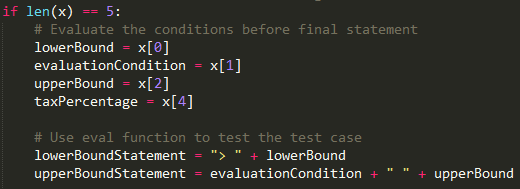 if len(x) == 5:
# Evaluate the conditions before final statement
lowerBound = x[0]
evaluationCondition = x[1]
upperBound = x[2]
taxPercentage = x[4]
# Use eval function to test the test case
lowerBoundStatement = "> " + lowerBound
upperBoundStatement = evaluationCondition + " " + upperBound